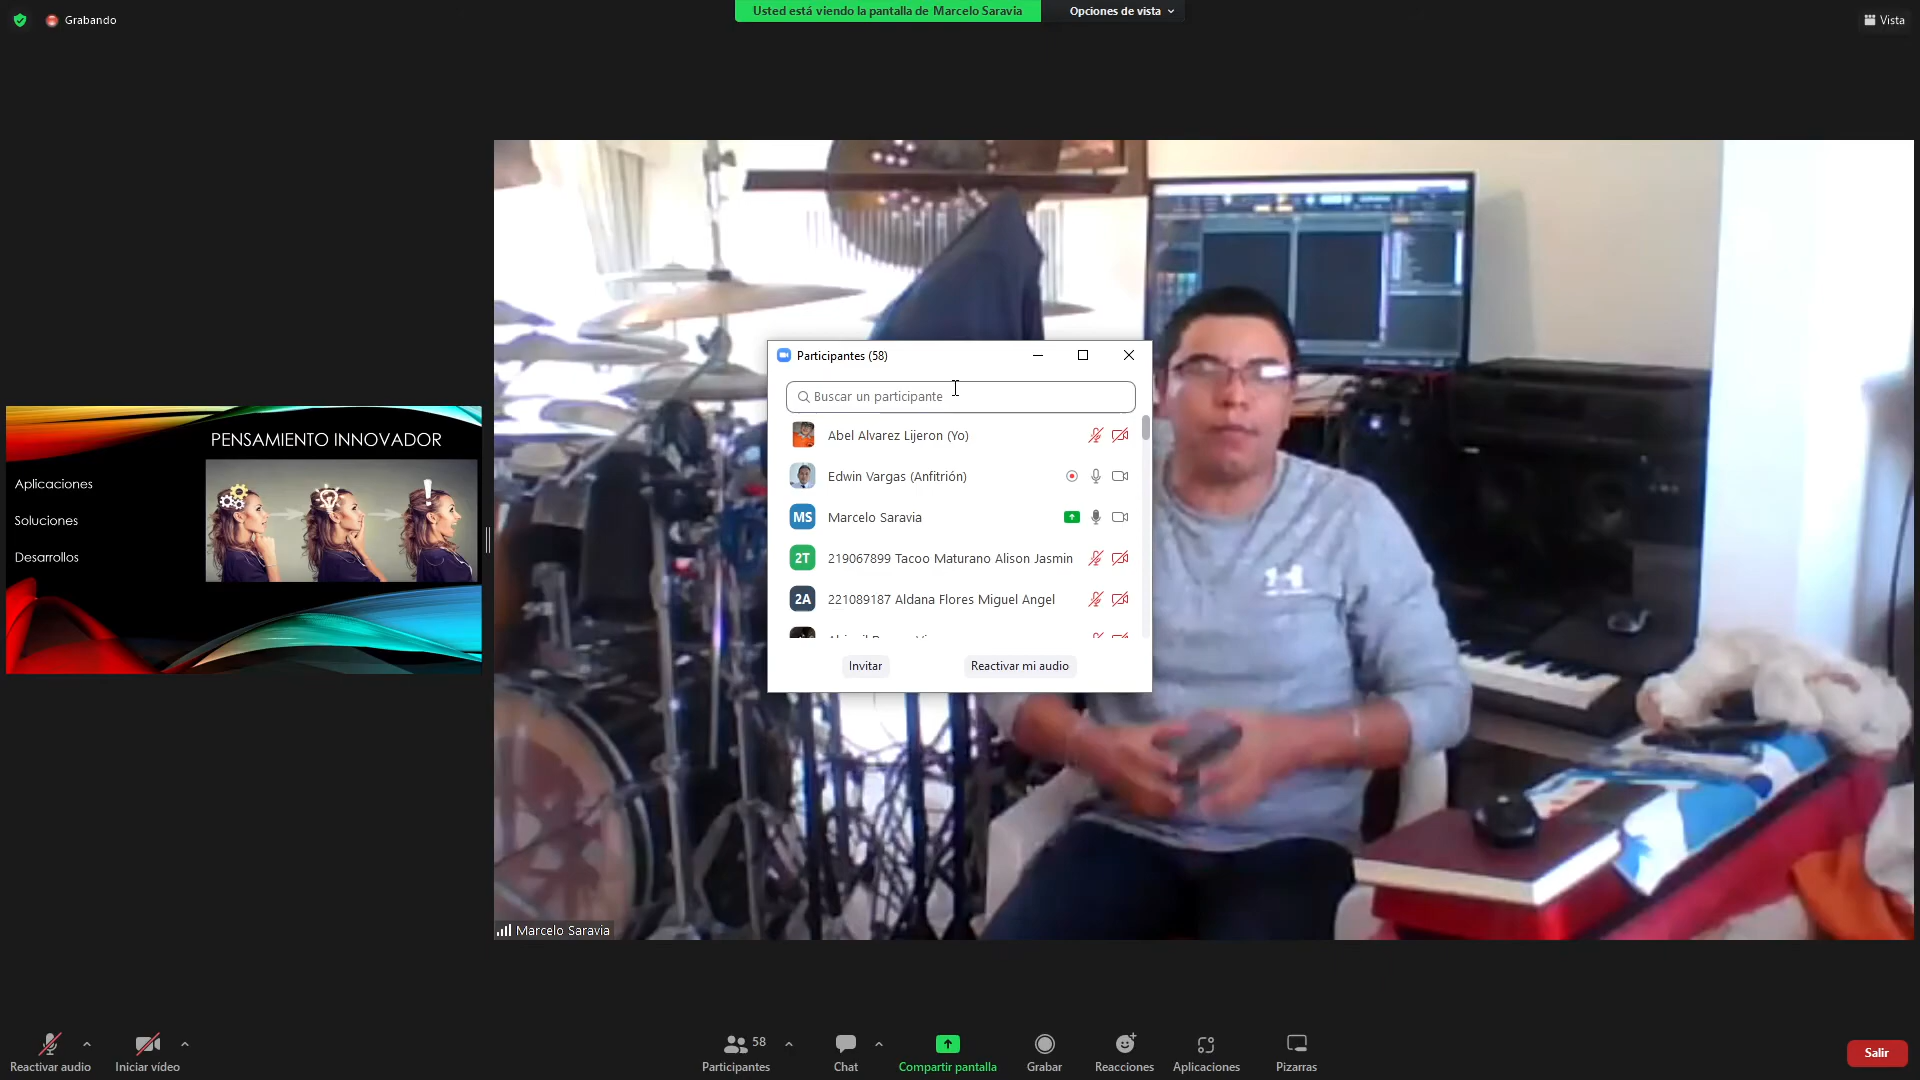 Grabando
Usted está viendo la pantalla de Marcelo Saravia
Opciones de vista
Vista
PENSAMIENTO INNOVADOR
Aplicaciones
Soluciones
Desarrollos
Participantes (58)
Buscar un participante
Abel Alvarez Lijeron (Yo)
Edwin Vargas (Anfitrión)
MS Marcelo Saravia
2T 219067899 Tacoo Maturano Alison Jasmin
2A 221089187 Aldana Flores Miguel Angel
Invitar
Reactivar mi audio
Marcelo Saravia
Reactivar audio
Iniciar vídeo
58
Participantes
Chat
Compartir pantalla
Grabar
Reacciones
Aplicaciones
Pizarras
Salir